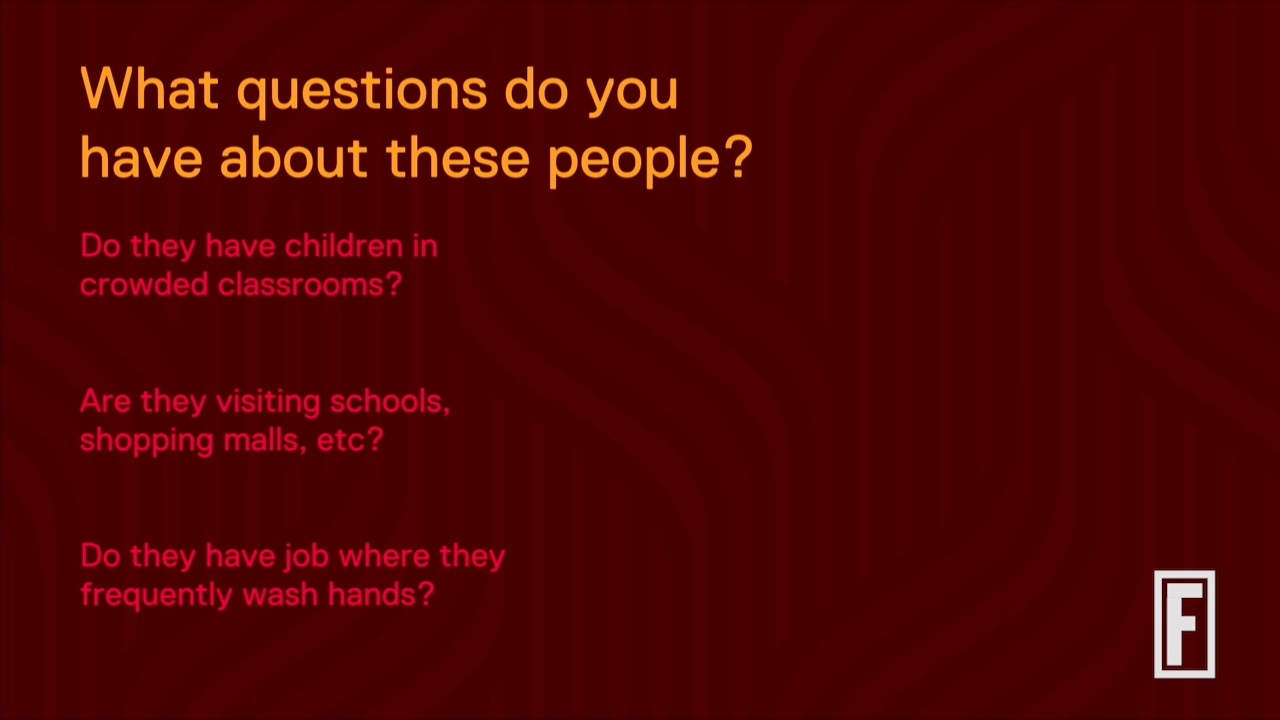 What questions do you
have about these people?
Do they have children in
crowded classrooms?
Are they visiting schools,
shopping malls, etc?
Do they have job where they
frequently wash hands?
F